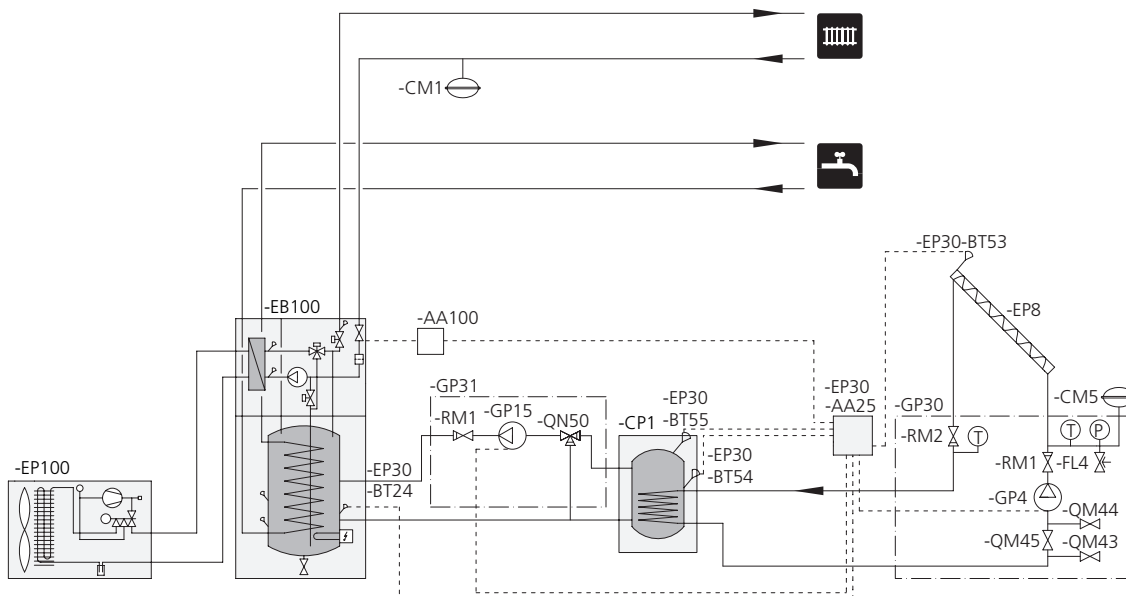 -CM1
-EP30-BT53
-EP8
-EB100
-AA100
-GP31
-EP30
-EP30
-AA25
-GP30
-CM5
-RM1
-GP15
-QN50
-CP1
-BT55
-RM2
T
T
P
-EP100
-EP30
-BT24
-EP30
-BT54
-RM1
-FL4
-GP4
-QM44
-QM45
-QM43